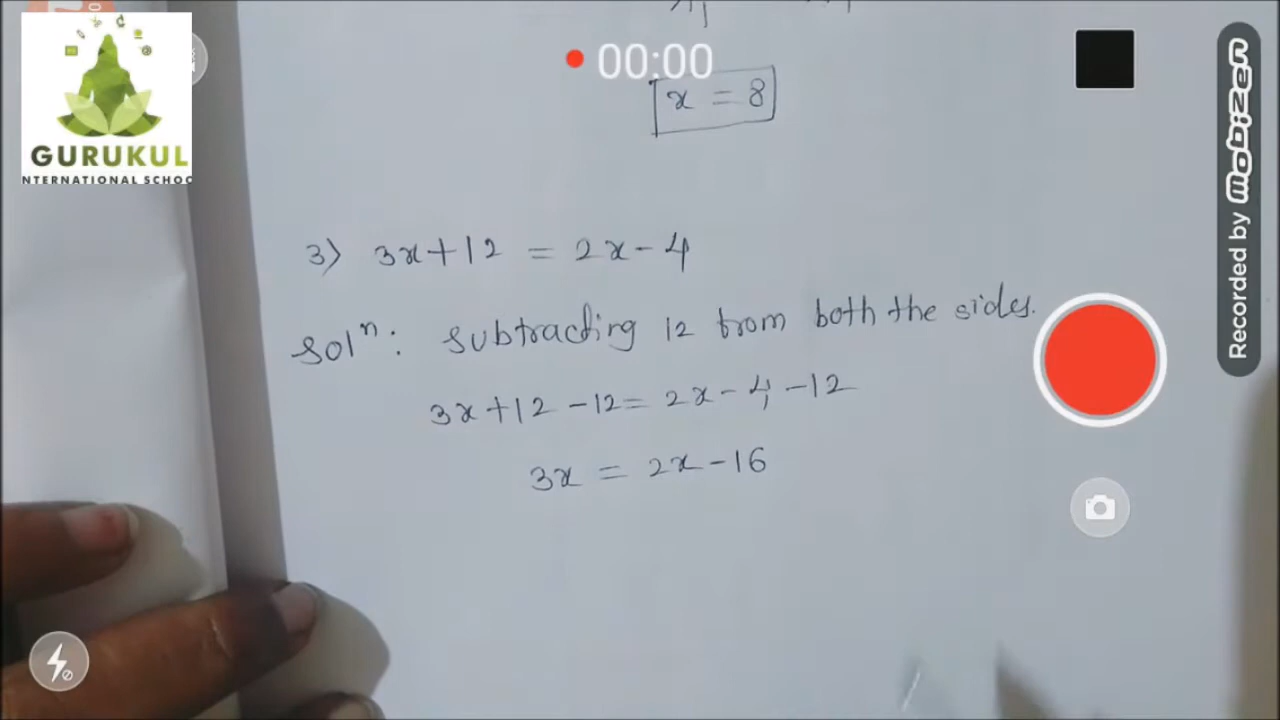 00:00
x = 8
GURUKUL
NTERNATIONAL SCHOO
Recorded by mobizen
3) 3x+12 = 2x-4
Solⁿ: Subtracting 12 from both the sides.
3x+12-12= 2x-4-12
3x = 2x-16